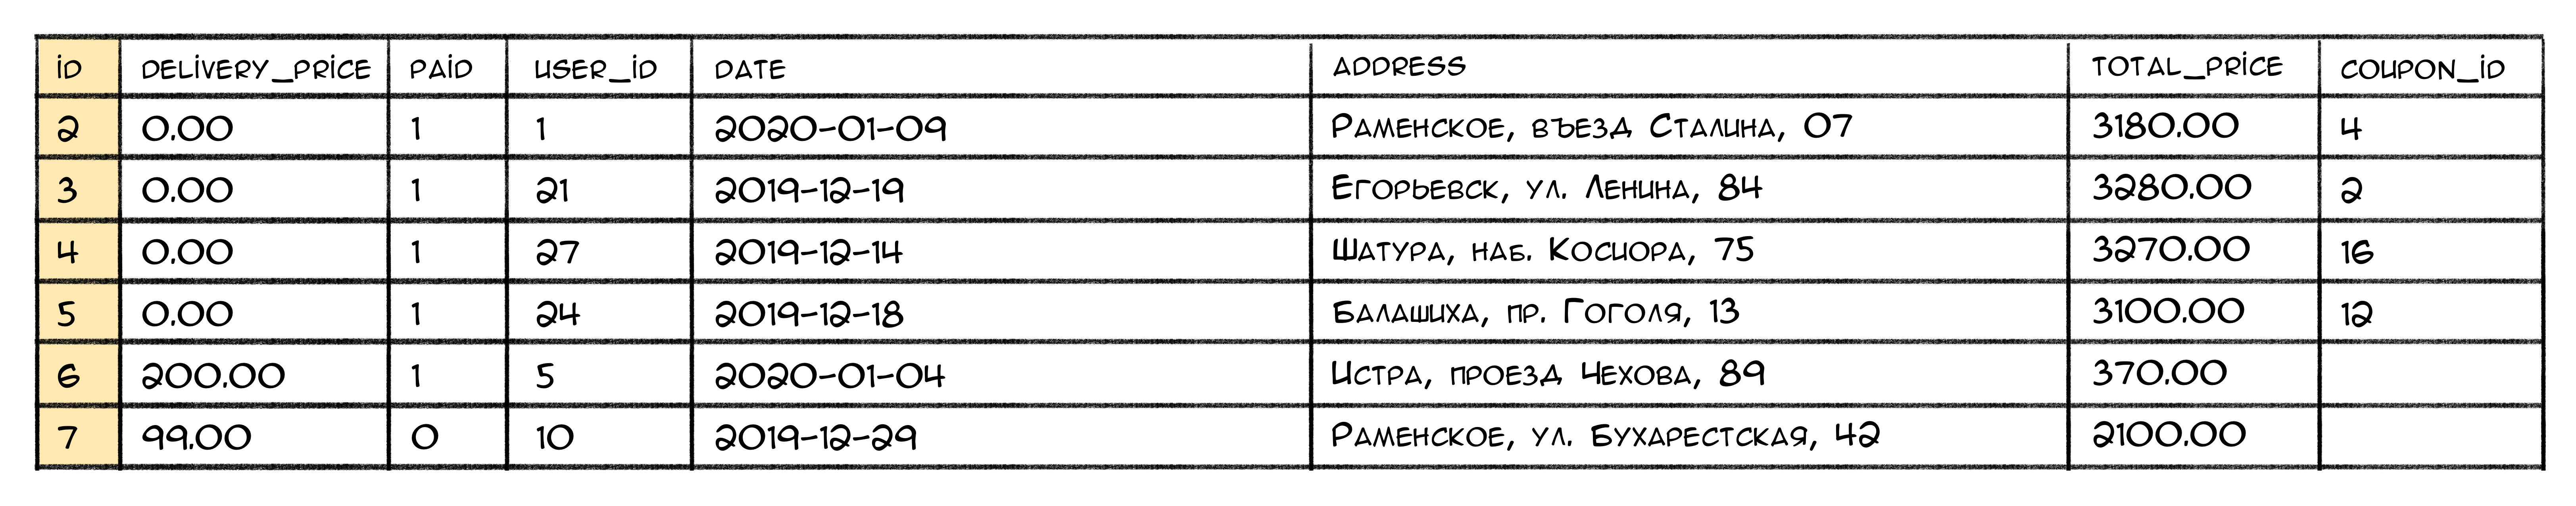 ID DELIVERY_PRICE PAID USER_ID DATE ADDRESS TOTAL_PRICE COUPON_ID
2 0.00 1 1 2020-01-09 Раменское, въезд Сталина, 07 3180.00 4
3 0.00 1 21 2019-12-19 Егорьевск, ул. Ленина, 84 3280.00 2
4 0.00 1 27 2019-12-14 Шатура, наб. Косиора, 75 3270.00 16
5 0.00 1 24 2019-12-18 Балашиха, пр. Гоголя, 13 3100.00 12
6 200.00 1 5 2020-01-04 Истра, проезд Чехова, 89 370.00
7 99.00 0 10 2019-12-29 Раменское, ул. Бухарестская, 42 2100.00